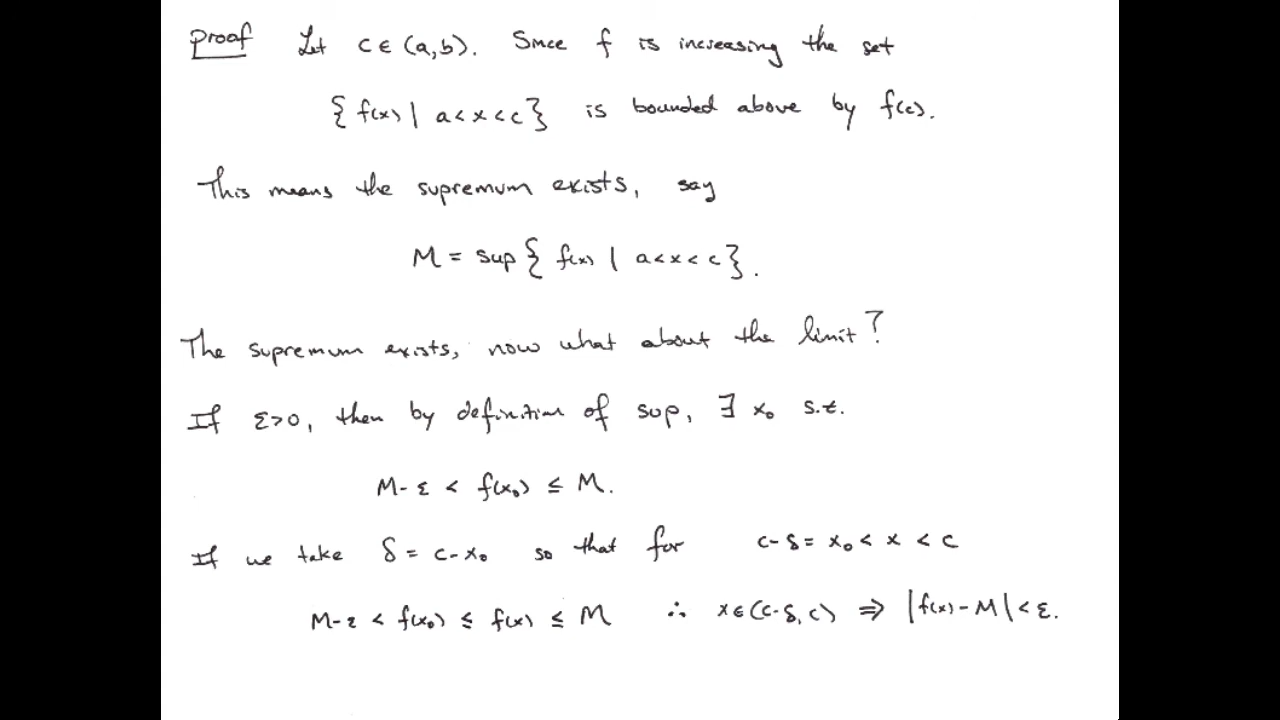 proof Let c ∈ (a,b). Since f is increasing the set
{ f(x) | a < x < c } is bounded above by f(c).
This means the supremum exists, say
M = sup { f(x) | a < x < c }.
The supremum exists, now what about the limit?
If ε > 0, then by definition of sup, ∃ x₀ s.t.
M - ε < f(x₀) ≤ M.
If we take δ = c - x₀ so that for c - δ = x₀ < x < c
M - ε < f(x₀) ≤ f(x) ≤ M ∴ x ∈ (c - δ, c) ⇒ |f(x) - M| < ε.